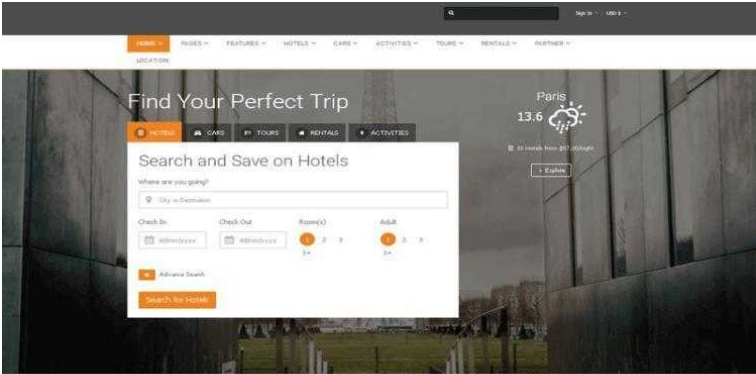 Sign In USD $
HOME PAGES FEATURES HOTELS CARS ACTIVITIES TOURS RENTALS PARTNER
LOCATION
Find Your Perfect Trip
Paris
13.6
HOTELS CARS TOURS RENTALS ACTIVITIES
Search and Save on Hotels
Where are you going?
City or Destination
Check In Check Out Room(s) Adult
1 2 3 1 2 3
3+ 3+
Advance Search
Search for Hotels
Explore